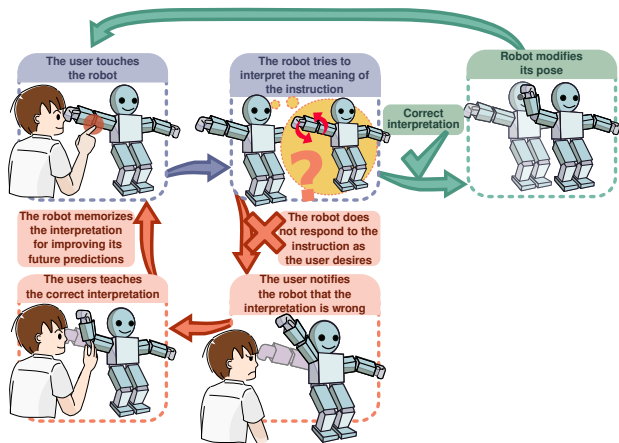 The user touches
the robot
The robot tries to
interpret the meaning of
the instruction
Robot modifies
its pose
Correct
interpretation
?
The robot memorizes
the interpretation
for improving its
future predictions
The robot does
not respond to the
instruction as
the user desires
The users teaches
the correct interpretation
The user notifies
the robot that the
interpretation is wrong